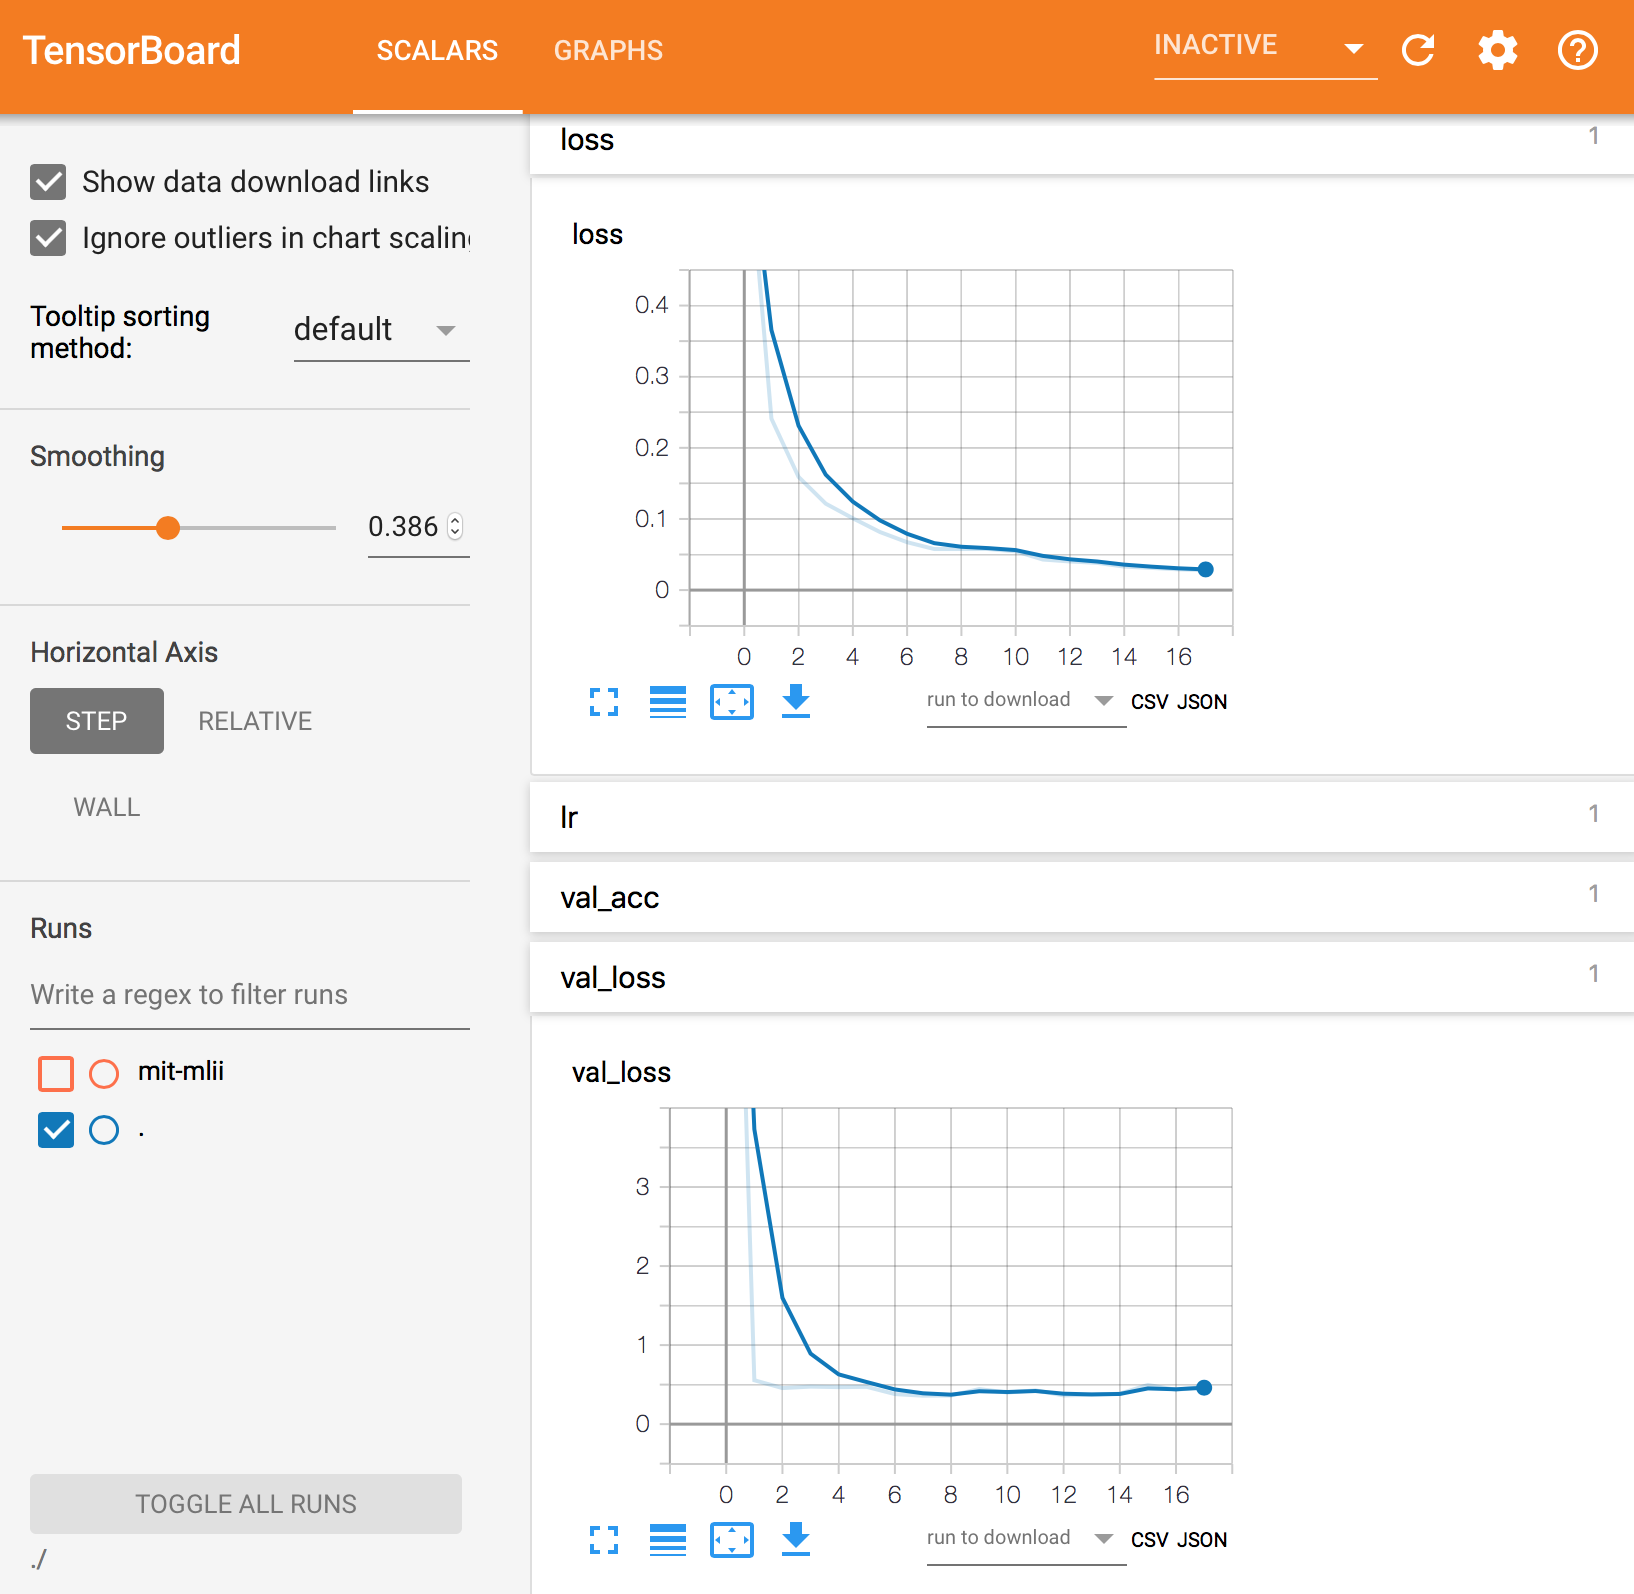 TensorBoard
SCALARS
GRAPHS
INACTIVE
Show data download links
Ignore outliers in chart scaling
Tooltip sorting
method:
default
Smoothing
0.386
Horizontal Axis
STEP
RELATIVE
WALL
Runs
Write a regex to filter runs
mit-mlii
.
TOGGLE ALL RUNS
./
loss 1
loss
0.4
0.3
0.2
0.1
0
0 2 4 6 8 10 12 14 16
run to download
CSV JSON
lr 1
val_acc 1
val_loss 1
val_loss
3
2
1
0
0 2 4 6 8 10 12 14 16
run to download
CSV JSON